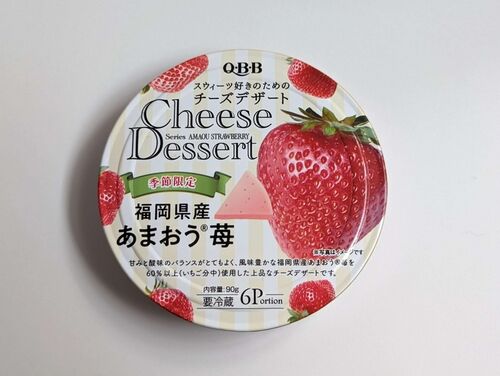 Q・B・B
スウィーツ好きのための
チーズデザート
Cheese
Dessert
Series AMAOU STRAWBERRY
季節限定
福岡県産
あまおう®苺
※写真はイメージです
甘みと酸味のバランスがとてもよく、風味豊かな福岡県産あまおう®苺を
60%以上(いちご分中)使用した上品なチーズデザートです。
内容量:90g
要冷蔵 6Portion